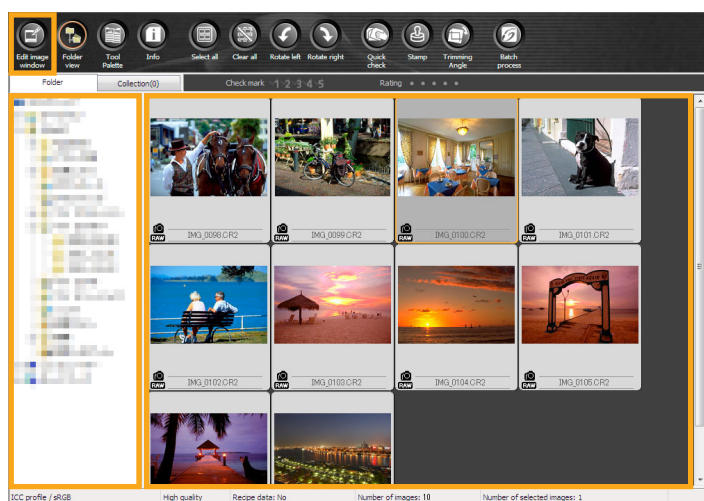 Edit image window
Folder view
Tool Palette
Info
Select all
Clear all
Rotate left
Rotate right
Quick check
Stamp
Trimming Angle
Batch process
Folder
Collection(0)
Check mark 1 2 3 4 5
Rating
RAW IMG_0098.CR2
RAW IMG_0099.CR2
RAW IMG_0100.CR2
RAW IMG_0101.CR2
RAW IMG_0102.CR2
RAW IMG_0103.CR2
RAW IMG_0104.CR2
RAW IMG_0105.CR2
ICC profile / sRGB
High quality
Recipe data: No
Number of images: 10
Number of selected images: 1